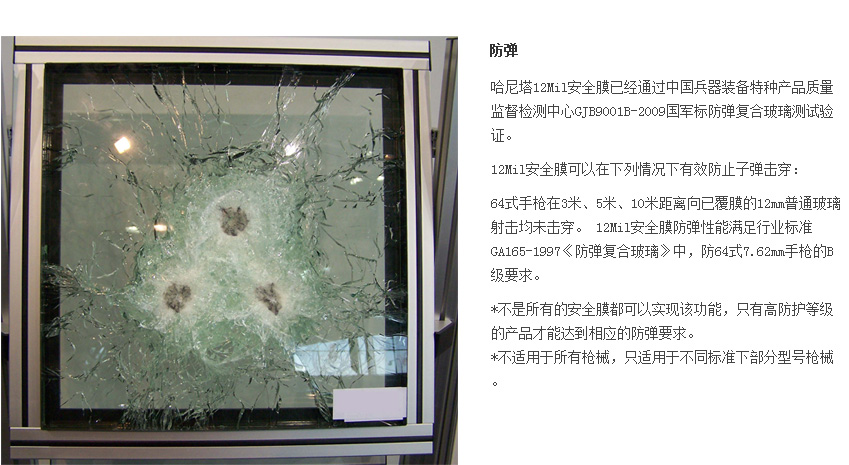 防弹
哈尼塔12Mil安全膜已经通过中国兵器装备特种产品质量
监督检测中心GJB9001B-2009国军标防弹复合玻璃测试验
证。
12Mil安全膜可以在下列情况下有效防止子弹击穿：
64式手枪在3米、5米、10米距离向已覆膜的12mm普通玻璃
射击均未击穿。 12Mil安全膜防弹性能满足行业标准
GA165-1997《防弹复合玻璃》中，防64式7.62mm手枪的B
级要求。
*不是所有的安全膜都可以实现该功能，只有高防护等级
的产品才能达到相应的防弹要求。
*不适用于所有枪械，只适用于不同标准下部分型号枪械
。